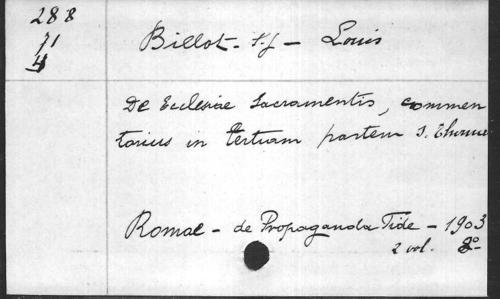 288
71
4
Billot - S.J - Louis
De Ecclesiae Sacramentis, commen
tarius in tertiam partem S. Thomae
Romae - de Propaganda Fide - 1903
2 vol. 8º